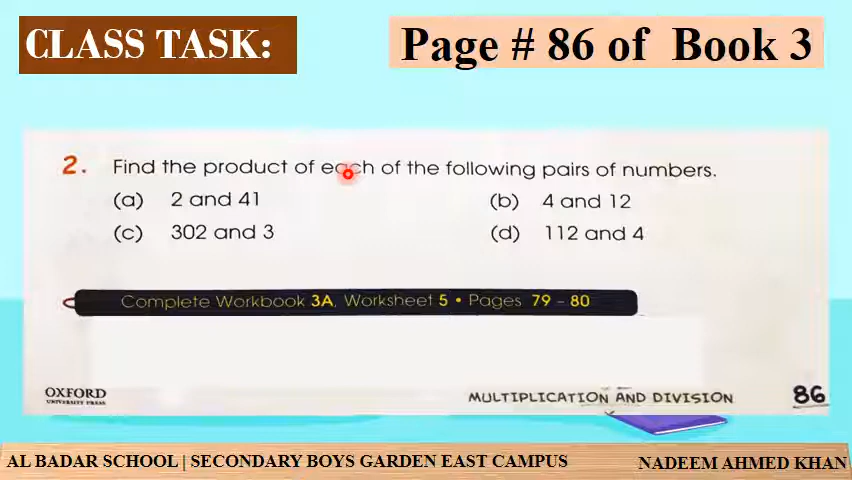 CLASS TASK:
Page # 86 of Book 3
2. Find the product of each of the following pairs of numbers.
(a) 2 and 41 (b) 4 and 12
(c) 302 and 3 (d) 112 and 4
Complete Workbook 3A, Worksheet 5 • Pages 79 – 80
OXFORD
UNIVERSITY PRESS
MULTIPLICATION AND DIVISION 86
AL BADAR SCHOOL | SECONDARY BOYS GARDEN EAST CAMPUS
NADEEM AHMED KHAN